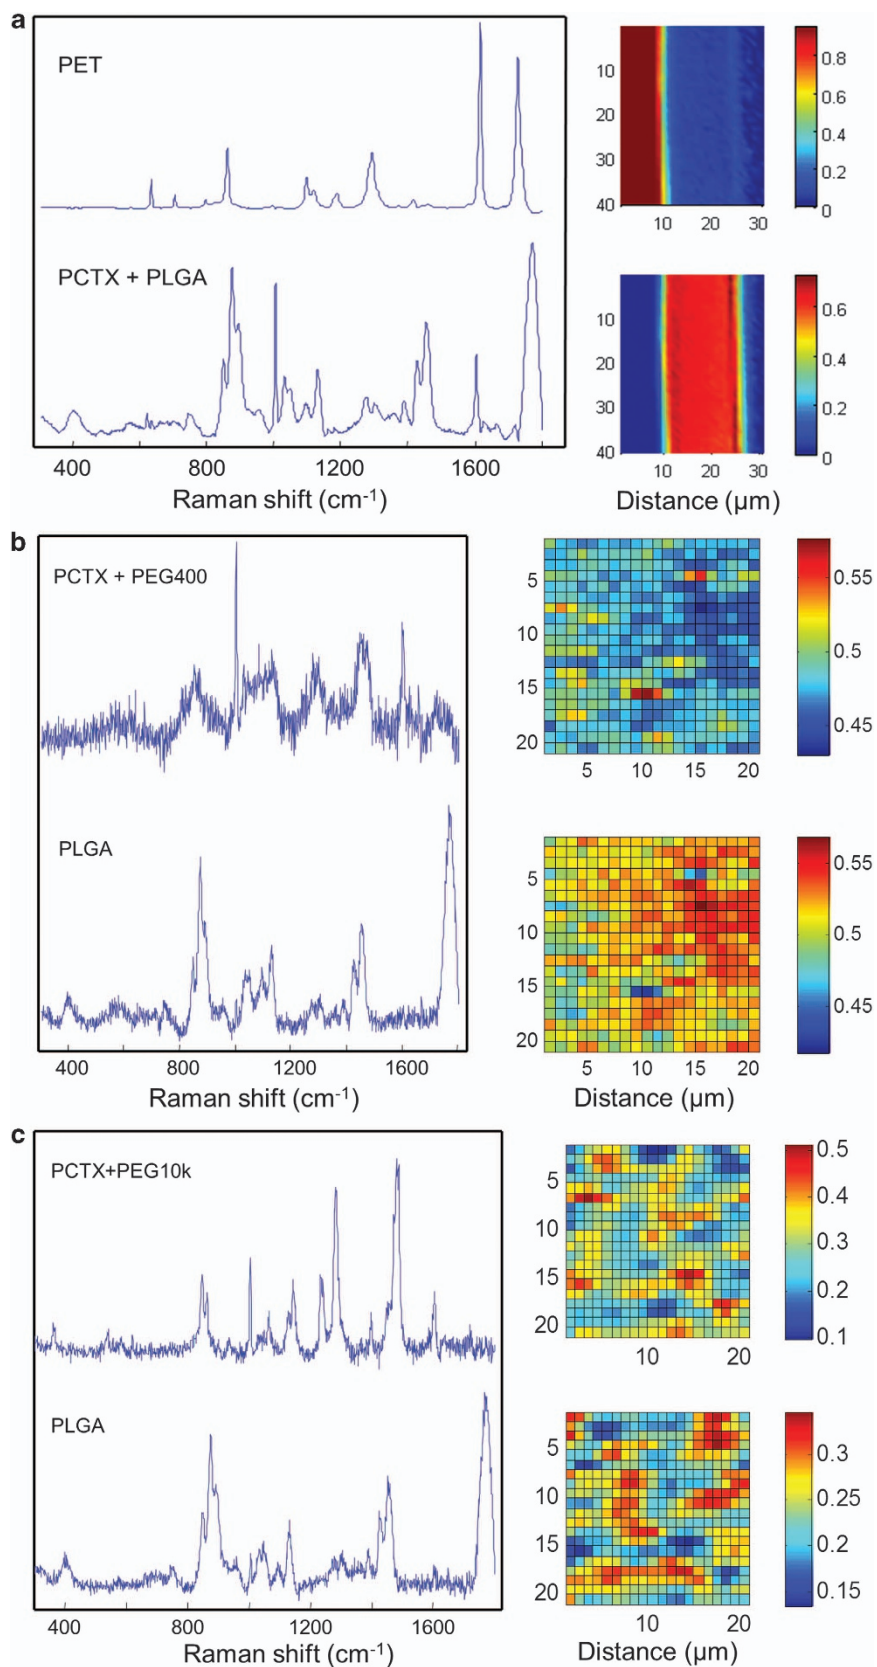 a
PET
PCTX + PLGA
400 800 1200 1600
Raman shift (cm-1)
10
20
30
40
10 20 30
0.8
0.6
0.4
0.2
0
10
20
30
40
10 20 30
Distance (µm)
0.6
0.4
0.2
0
b
PCTX + PEG400
PLGA
400 800 1200 1600
Raman shift (cm-1)
5
10
15
20
5 10 15 20
0.55
0.5
0.45
5
10
15
20
5 10 15 20
Distance (µm)
0.55
0.5
0.45
c
PCTX+PEG10k
PLGA
400 800 1200 1600
Raman shift (cm-1)
5
10
15
20
10 20
0.5
0.4
0.3
0.2
0.1
5
10
15
20
10 20
Distance (µm)
0.3
0.25
0.2
0.15